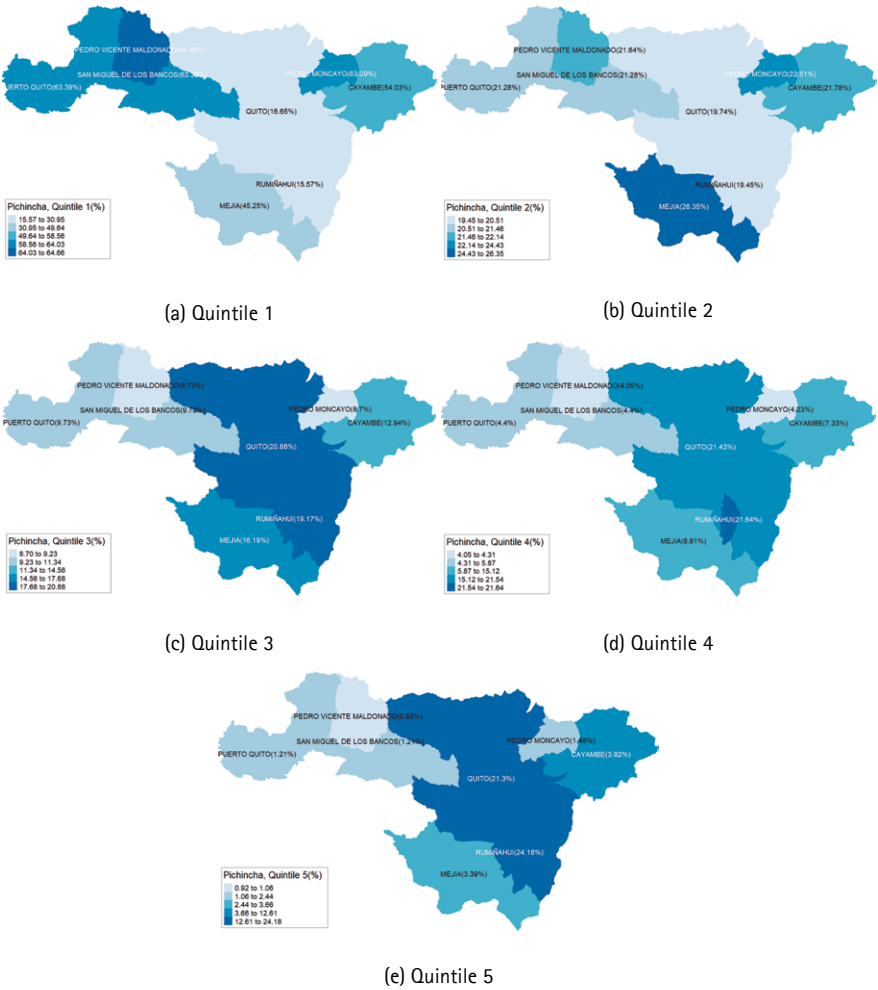 PEDRO VICENTE MALDONADO(64.66%)
SAN MIGUEL DE LOS BANCOS(63.39%)
UERTO QUITO(63.39%)
PEDRO MONCAYO(63.09%)
CAYAMBE(54.03%)
QUITO(16.65%)
RUMIÑAHUI(15.57%)
MEJIA(45.25%)
Pichincha, Quintile 1(%)
15.57 to 30.95
30.95 to 49.64
49.64 to 58.56
58.56 to 64.03
64.03 to 64.66
(a) Quintile 1
PEDRO VICENTE MALDONADO(21.64%)
SAN MIGUEL DE LOS BANCOS(21.28%)
UERTO QUITO(21.28%)
PEDRO MONCAYO(22.51%)
CAYAMBE(21.78%)
QUITO(19.74%)
RUMIÑAHUI(19.45%)
MEJIA(26.35%)
Pichincha, Quintile 2(%)
19.45 to 20.51
20.51 to 21.46
21.46 to 22.14
22.14 to 24.43
24.43 to 26.35
(b) Quintile 2
PEDRO VICENTE MALDONADO(8.73%)
SAN MIGUEL DE LOS BANCOS(9.73%)
PUERTO QUITO(9.73%)
PEDRO MONCAYO(8.7%)
CAYAMBE(12.94%)
QUITO(20.88%)
RUMIÑAHUI(19.17%)
MEJIA(16.19%)
Pichincha, Quintile 3(%)
8.70 to 9.23
9.23 to 11.34
11.34 to 14.56
14.56 to 17.68
17.68 to 20.88
(c) Quintile 3
PEDRO VICENTE MALDONADO(4.05%)
SAN MIGUEL DE LOS BANCOS(4.4%)
PUERTO QUITO(4.4%)
PEDRO MONCAYO(4.23%)
CAYAMBE(7.33%)
QUITO(21.43%)
RUMIÑAHUI(21.64%)
MEJIA(8.81%)
Pichincha, Quintile 4(%)
4.05 to 4.31
4.31 to 5.87
5.87 to 15.12
15.12 to 21.54
21.54 to 21.64
(d) Quintile 4
PEDRO VICENTE MALDONADO(0.92%)
SAN MIGUEL DE LOS BANCOS(1.21%)
PUERTO QUITO(1.21%)
PEDRO MONCAYO(1.48%)
CAYAMBE(3.92%)
QUITO(21.3%)
RUMIÑAHUI(24.18%)
MEJIA(3.39%)
Pichincha, Quintile 5(%)
0.92 to 1.06
1.06 to 2.44
2.44 to 3.66
3.66 to 12.61
12.61 to 24.18
(e) Quintile 5